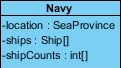 Navy
-location : SeaProvince
-ships : Ship[]
-shipCounts : int[]